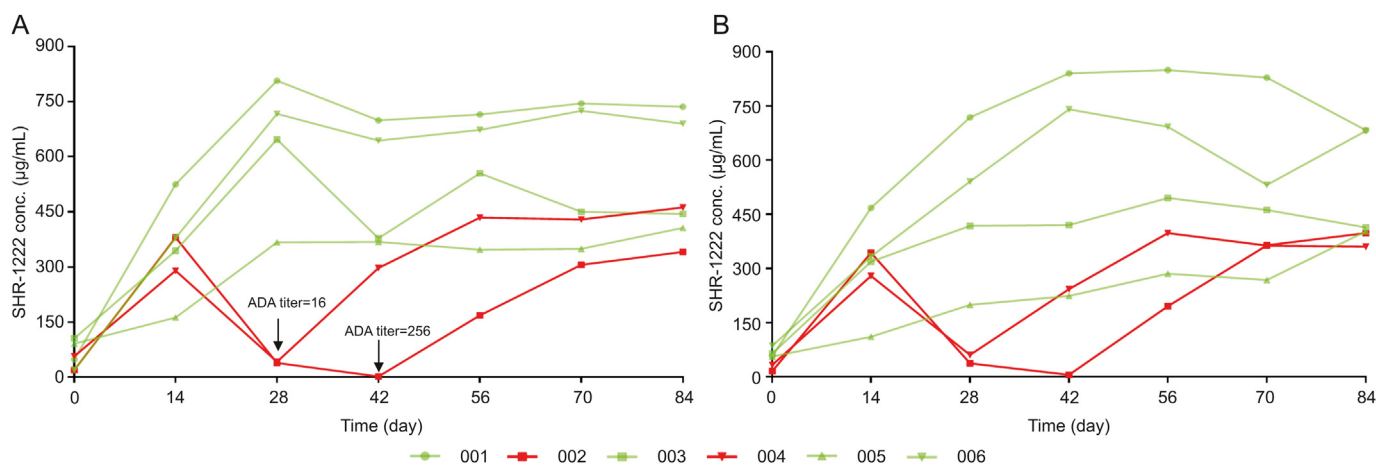 A
SHR-1222 conc. (μg/mL)
900
750
600
450
300
150
0
ADA titer=16
ADA titer=256
0 14 28 42 56 70 84
Time (day)
B
SHR-1222 conc. (μg/mL)
900
750
600
450
300
150
0
0 14 28 42 56 70 84
Time (day)
001 002 003 004 005 006